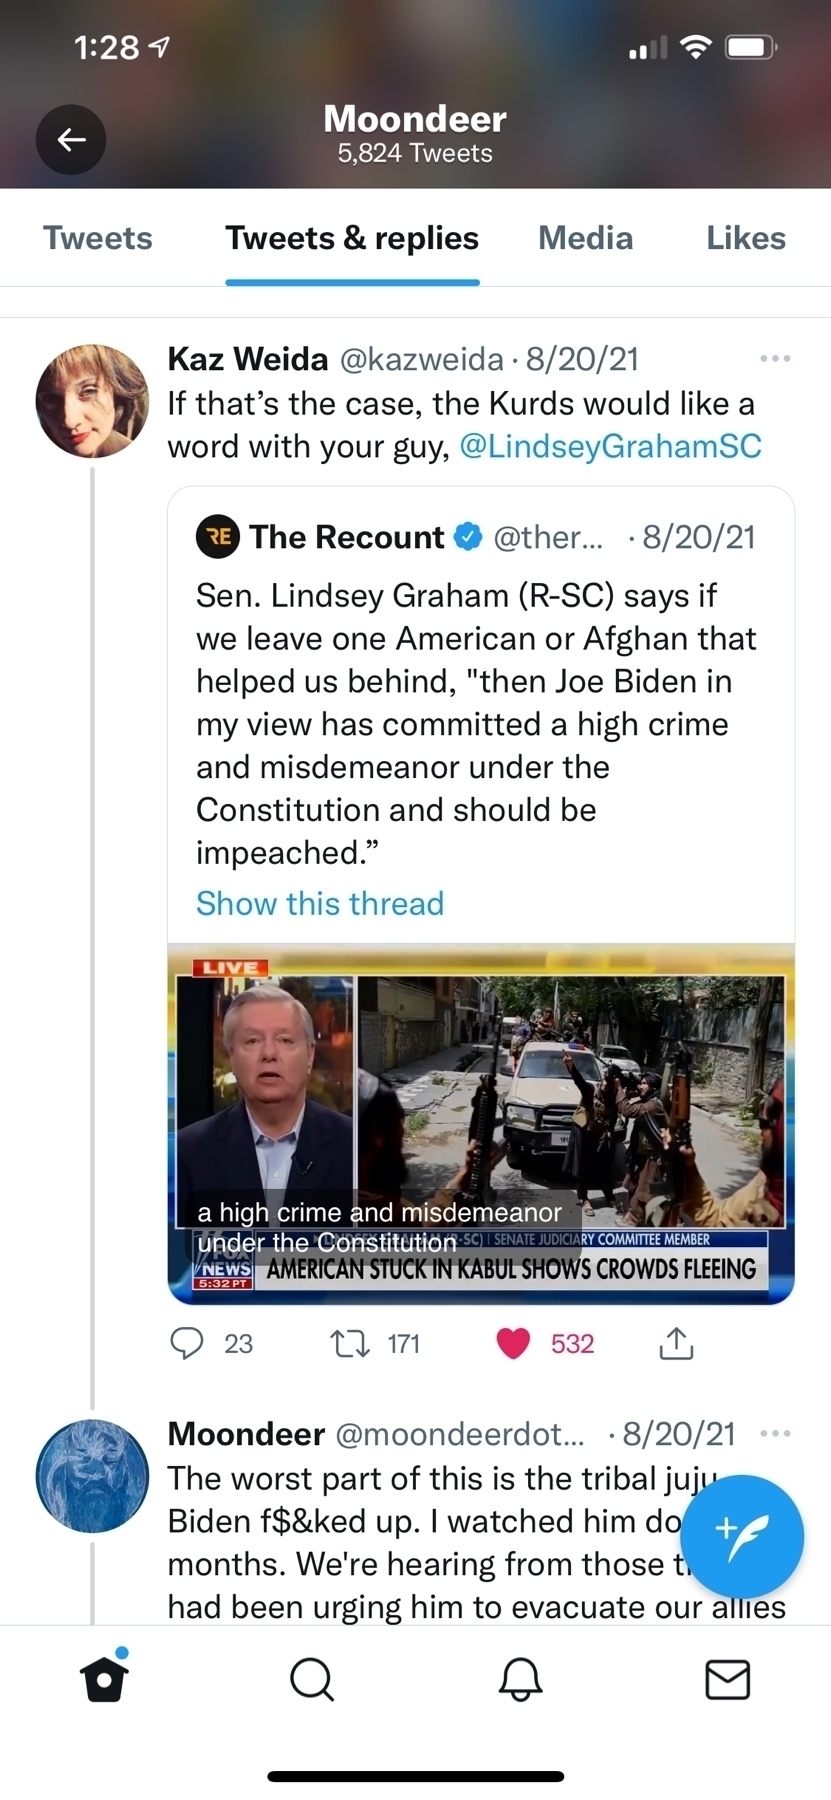 1:28
Moondeer
5,824 Tweets
Tweets Tweets & replies Media Likes
Kaz Weida @kazweida · 8/20/21
If that’s the case, the Kurds would like a
word with your guy, @LindseyGrahamSC
RE The Recount @ther... · 8/20/21
Sen. Lindsey Graham (R-SC) says if
we leave one American or Afghan that
helped us behind, "then Joe Biden in
my view has committed a high crime
and misdemeanor under the
Constitution and should be
impeached.”
Show this thread
LIVE
a high crime and misdemeanor
under the Constitution
R-SC) | SENATE JUDICIARY COMMITTEE MEMBER
FOX
NEWS
5:32 PT
AMERICAN STUCK IN KABUL SHOWS CROWDS FLEEING
23 171 532
Moondeer @moondeerdot... · 8/20/21
The worst part of this is the tribal juju
Biden f$&ked up. I watched him do
months. We're hearing from those
had been urging him to evacuate our allies